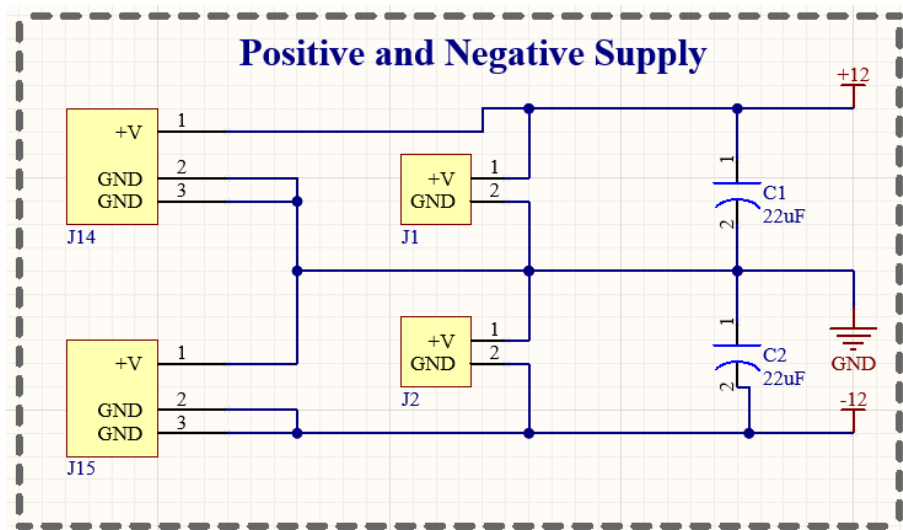 Positive and Negative Supply
+12
+V 1
GND 2
GND 3
J14
+V 1
GND 2
J1
1
C1
22uF
2
+V 1
GND 2
J2
1
C2
22uF
2
GND
-12
+V 1
GND 2
GND 3
J15